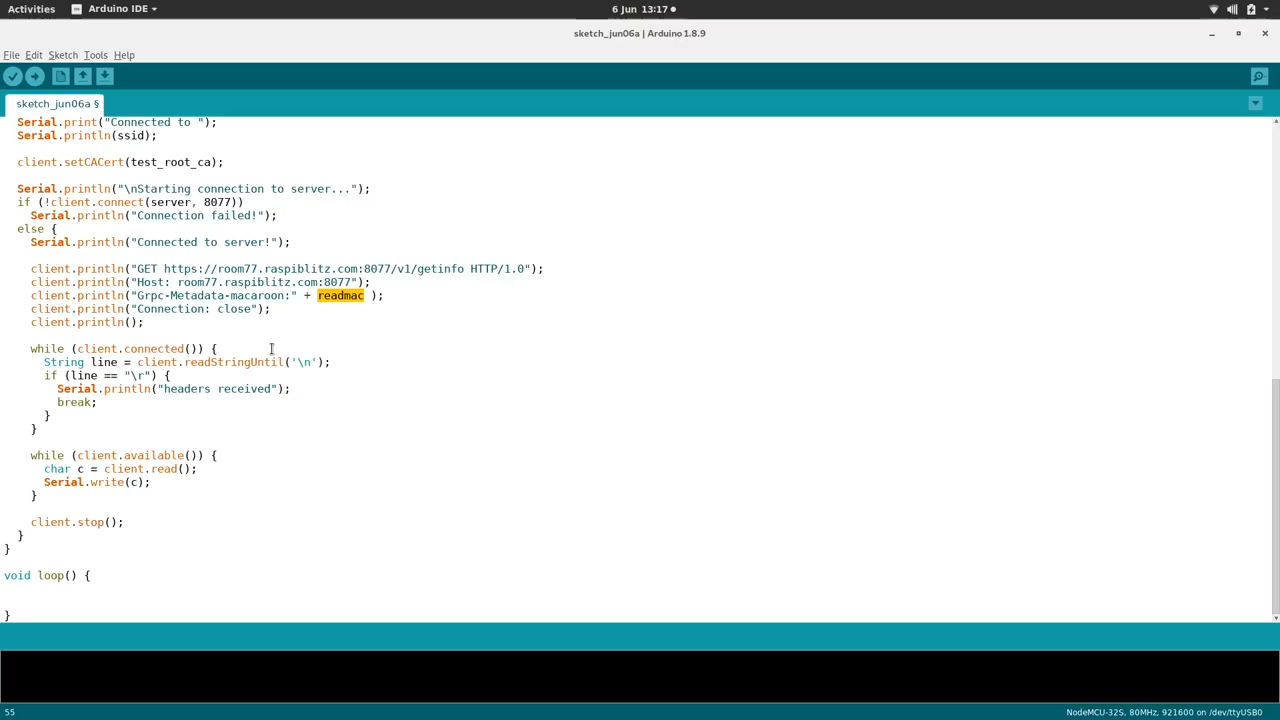 Activities
Arduino IDE
6 Jun 13:17
sketch_jun06a | Arduino 1.8.9
File Edit Sketch Tools Help
sketch_jun06a §
Serial.print("Connected to ");
Serial.println(ssid);
client.setCACert(test_root_ca);
Serial.println("\nStarting connection to server...");
if (!client.connect(server, 8077))
Serial.println("Connection failed!");
else {
Serial.println("Connected to server!");
client.println("GET https://room77.raspiblitz.com:8077/v1/getinfo HTTP/1.0");
client.println("Host: room77.raspiblitz.com:8077");
client.println("Grpc-Metadata-macaroon:" + readmac );
client.println("Connection: close");
client.println();
while (client.connected()) {
String line = client.readStringUntil('\n');
if (line == "\r") {
Serial.println("headers received");
break;
}
}
while (client.available()) {
char c = client.read();
Serial.write(c);
}
client.stop();
}
}
void loop() {
}
55
NodeMCU-32S, 80MHz, 921600 on /dev/ttyUSB0